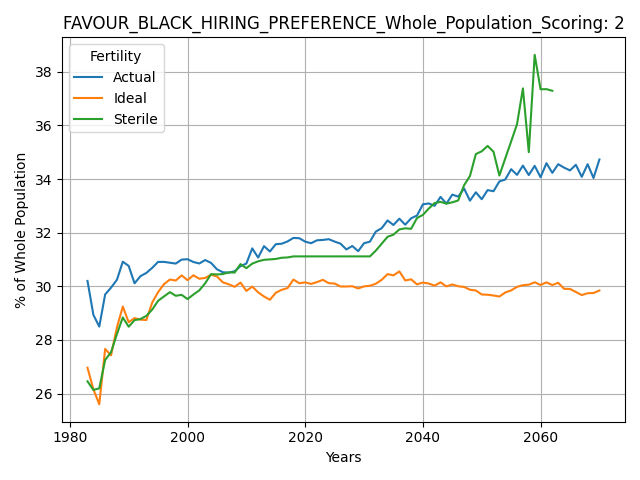 FAVOUR_BLACK_HIRING_PREFERENCE_Whole_Population_Scoring: 2
Fertility
Actual
Ideal
Sterile
% of Whole Population
38
36
34
32
30
28
26
1980
2000
2020
2040
2060
Years